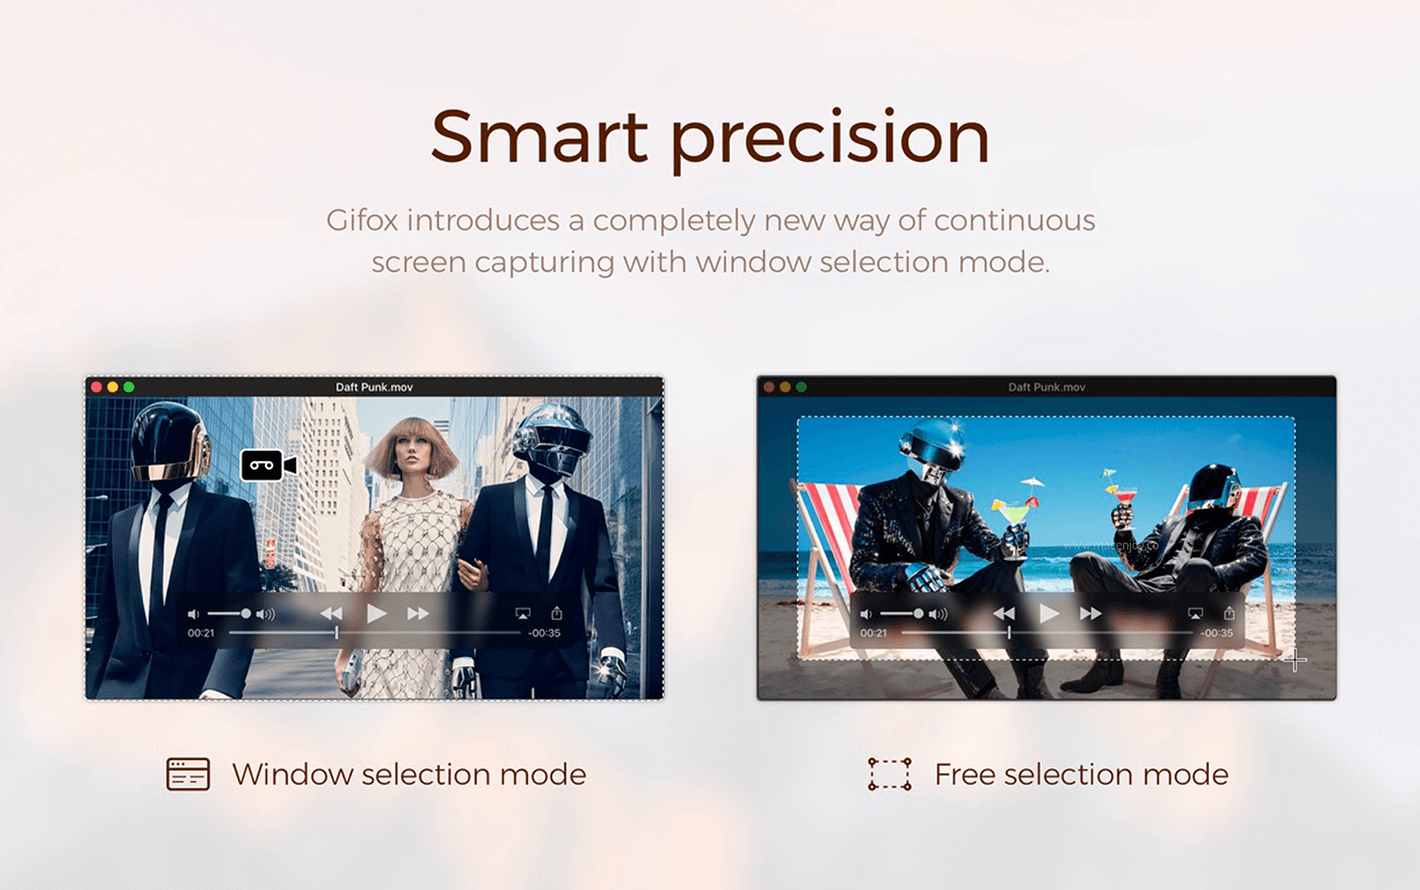 Smart precision
Gifox introduces a completely new way of continuous
screen capturing with window selection mode.
Daft Punk.mov
00:21
-00:35
Window selection mode
Daft Punk.mov
00:21
-00:35
Free selection mode